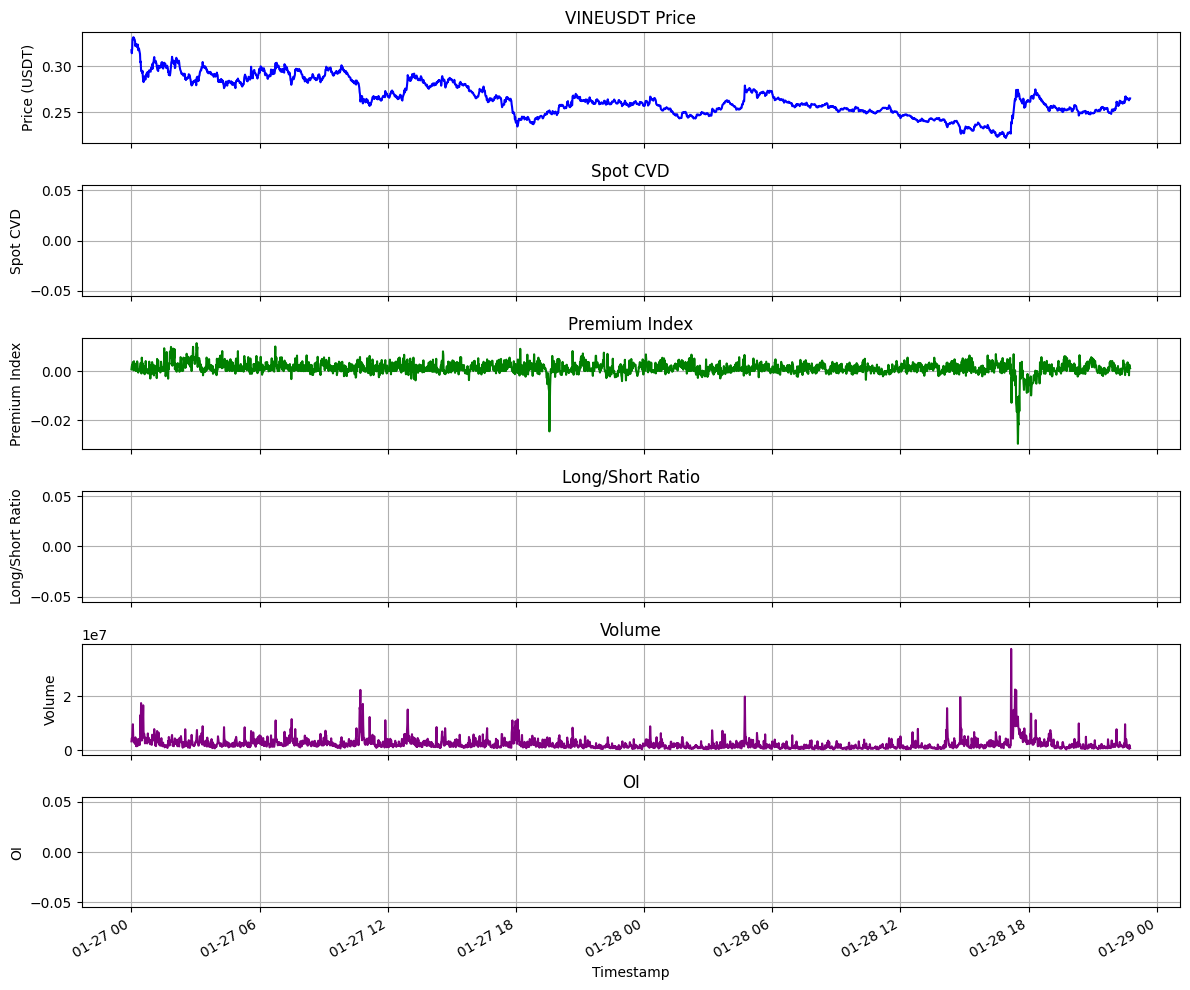 VINEUSDT Price
Price (USDT)
0.30
0.25
Spot CVD
Spot CVD
0.05
0.00
−0.05
Premium Index
Premium Index
0.00
−0.02
Long/Short Ratio
Long/Short Ratio
0.05
0.00
−0.05
Volume
1e7
Volume
2
0
OI
OI
0.05
0.00
−0.05
01-27 00
01-27 06
01-27 12
01-27 18
01-28 00
01-28 06
01-28 12
01-28 18
01-29 00
Timestamp